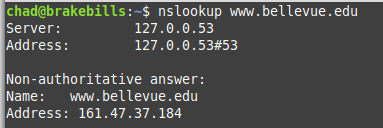 chad@brakebills:~$ nslookup www.bellevue.edu
Server: 127.0.0.53
Address: 127.0.0.53#53
Non-authoritative answer:
Name: www.bellevue.edu
Address: 161.47.37.184